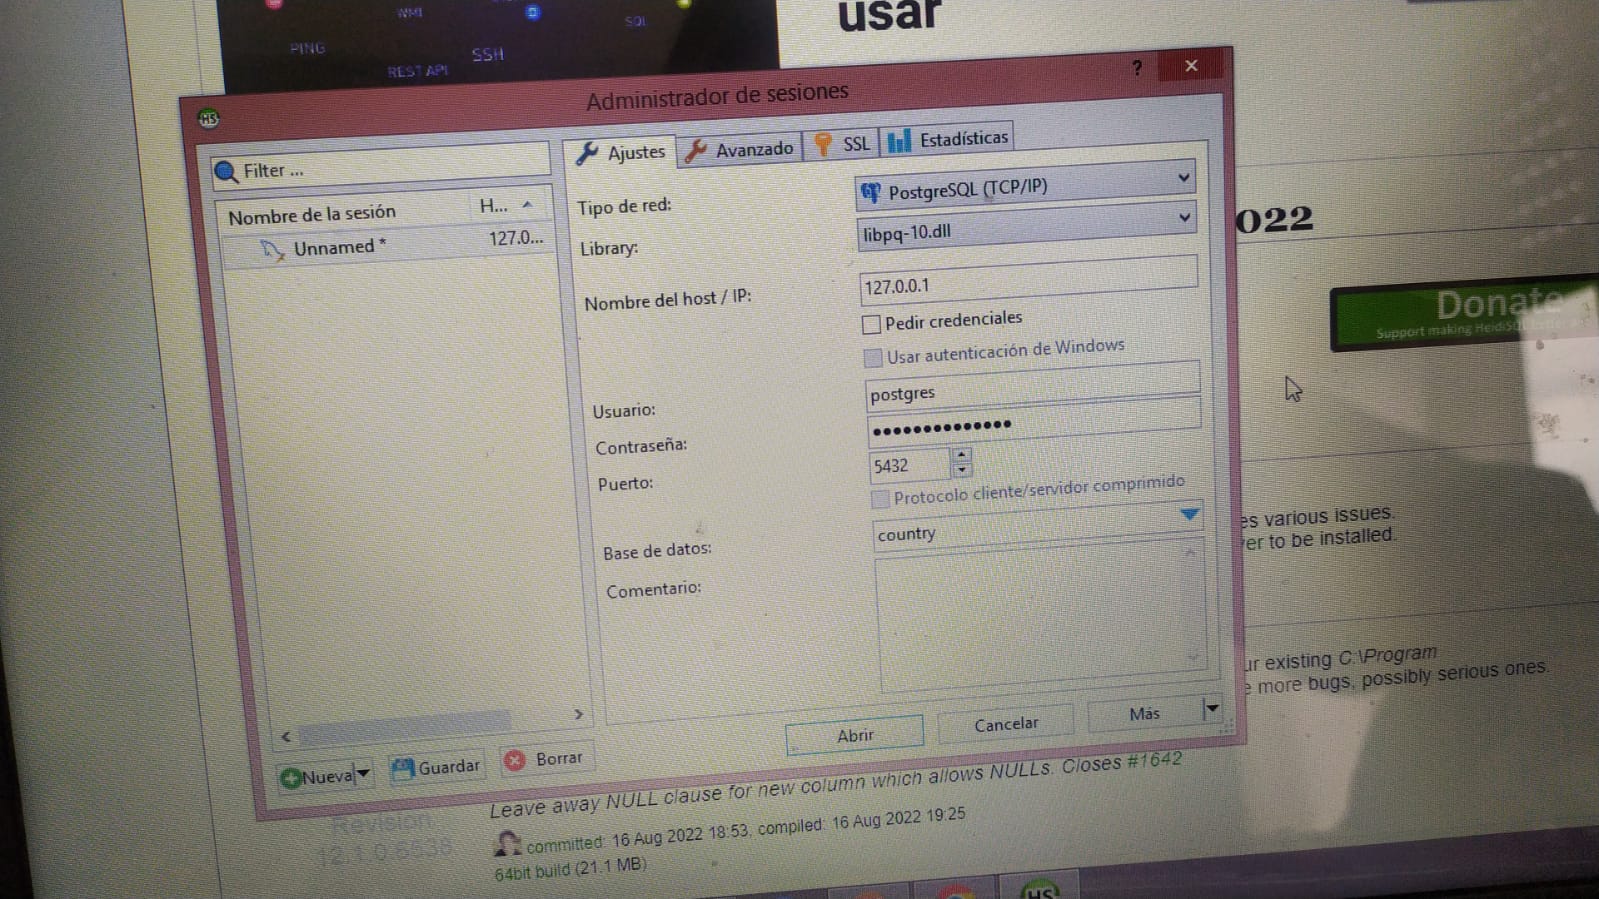 usar
WMI
SQL
PING
SSH
REST API
Administrador de sesiones
?
HS
Filter ...
Ajustes
Avanzado
SSL
Estadísticas
Nombre de la sesión
H...
Unnamed *
127.0...
Tipo de red:
PostgreSQL (TCP/IP)
Library:
libpq-10.dll
Nombre del host / IP:
127.0.0.1
Pedir credenciales
Usar autenticación de Windows
Usuario:
postgres
Contraseña:
••••••••••••••
Puerto:
5432
Protocolo cliente/servidor comprimido
Base de datos:
country
Comentario:
Nueva
Guardar
Borrar
Abrir
Cancelar
Más
022
Donate
Support making HeidiSQL
es various issues.
er to be installed.
ur existing C:\Program
e more bugs, possibly serious ones.
Leave away NULL clause for new column which allows NULLs. Closes #1642
Revision
12.1.0.6538
committed: 16 Aug 2022 18:53, compiled: 16 Aug 2022 19:25
64bit build (21.1 MB)
HS